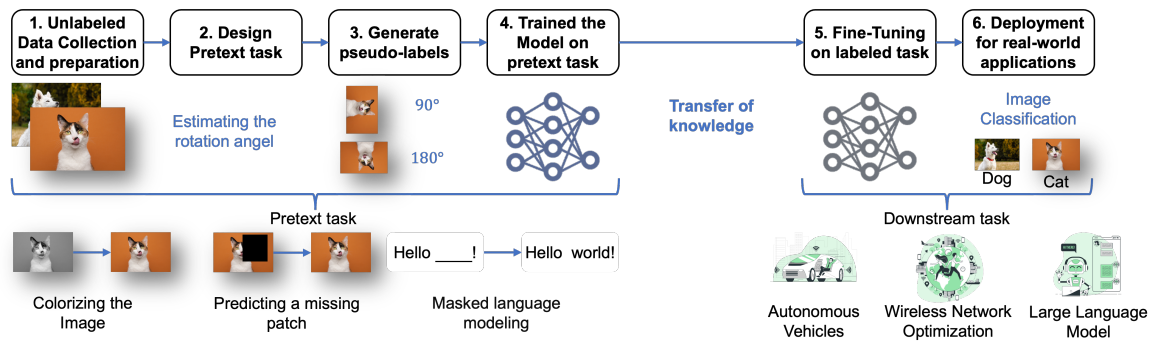 1. Unlabeled
Data Collection
and preparation
2. Design
Pretext task
3. Generate
pseudo-labels
4. Trained the
Model on
pretext task
5. Fine-Tuning
on labeled task
6. Deployment
for real-world
applications
Estimating the
rotation angel
90°
180°
Transfer of
knowledge
Image
Classification
Dog
Cat
Pretext task
Downstream task
Hello ____!
Hello world!
Colorizing the
Image
Predicting a missing
patch
Masked language
modeling
Autonomous
Vehicles
Wireless Network
Optimization
Large Language
Model